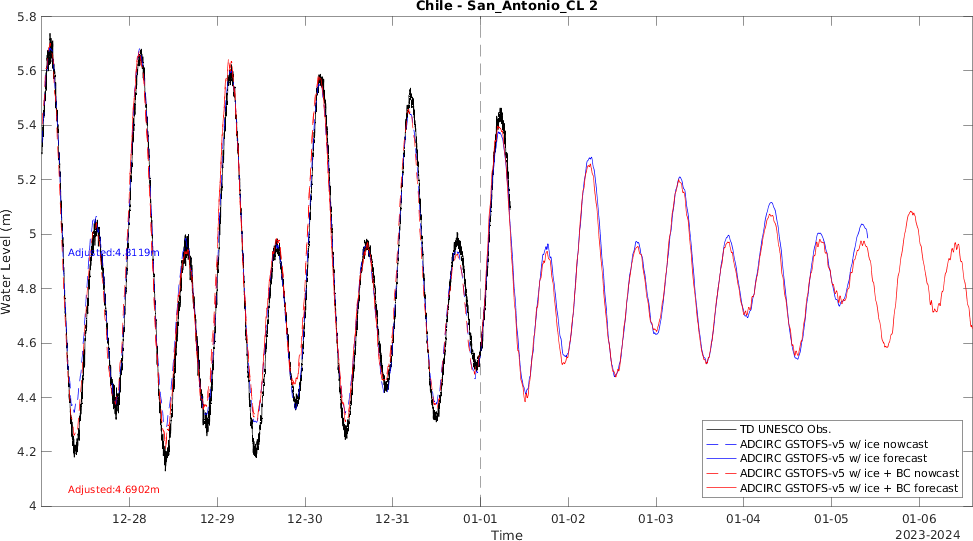 Chile - San_Antonio_CL 2
Water Level (m)
5.8
5.6
5.4
5.2
5
4.8
4.6
4.4
4.2
4
Adjusted:4.8119m
Adjusted:4.6902m
TD UNESCO Obs.
ADCIRC GSTOFS-v5 w/ ice nowcast
ADCIRC GSTOFS-v5 w/ ice forecast
ADCIRC GSTOFS-v5 w/ ice + BC nowcast
ADCIRC GSTOFS-v5 w/ ice + BC forecast
12-28 12-29 12-30 12-31 01-01 01-02 01-03 01-04 01-05 01-06
Time
2023-2024